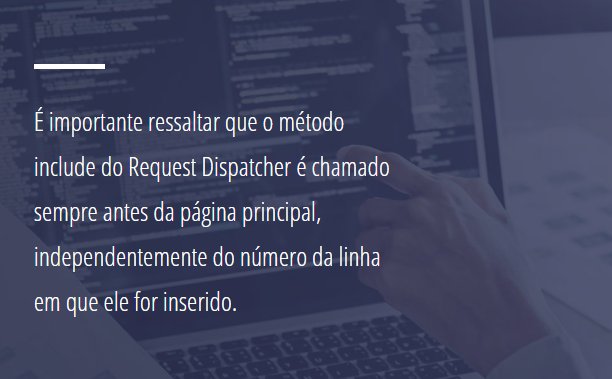 É importante ressaltar que o método
include do Request Dispatcher é chamado
sempre antes da página principal,
independentemente do número da linha
em que ele for inserido.